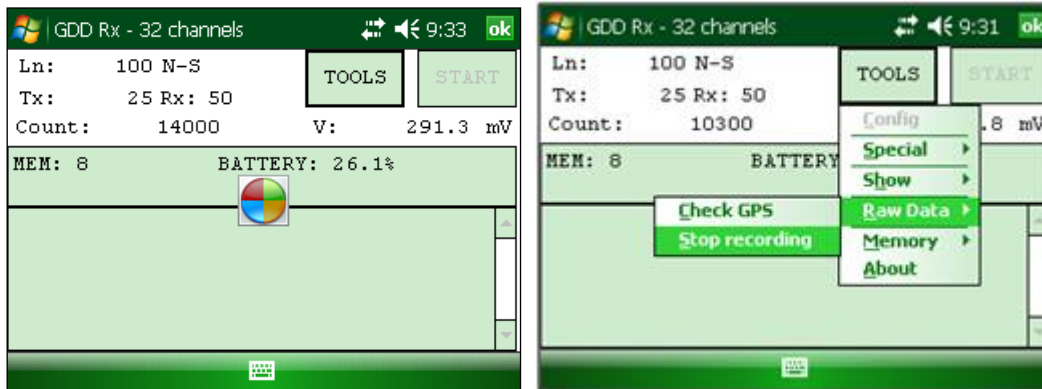 GDD Rx - 32 channels 9:33 ok
Ln: 100 N-S
TOOLS START
Tx: 25 Rx: 50
Count: 14000 V: 291.3 mV
MEM: 8 BATTERY: 26.1%
GDD Rx - 32 channels 9:31 ok
Ln: 100 N-S
TOOLS START
Tx: 25 Rx: 50
Count: 10300 .8 mV
MEM: 8 BATTERY
Config
Special
Show
Raw Data
Memory
About
Check GPS
Stop recording